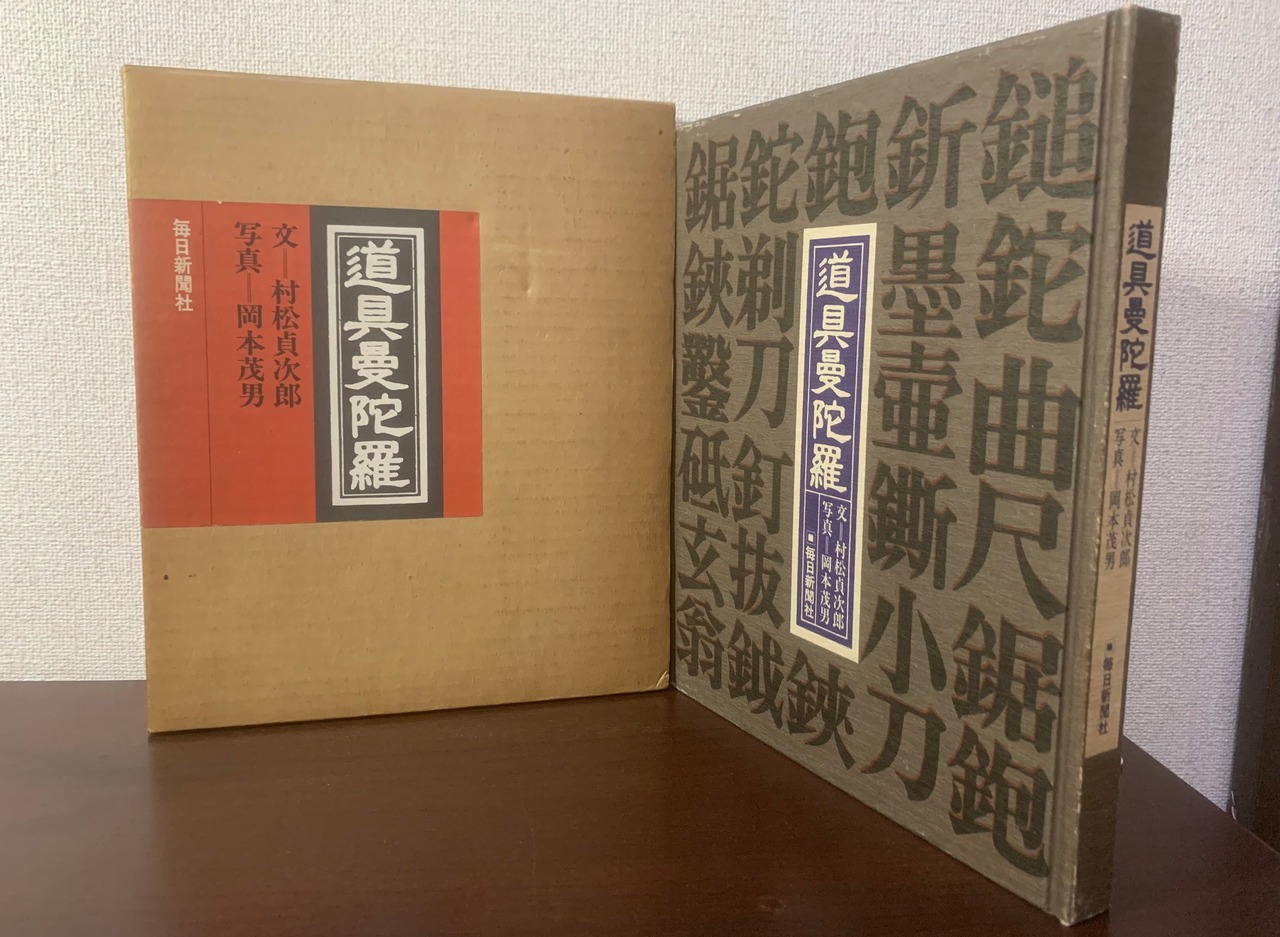 道具曼陀羅
文＝村松貞次郎
写真＝岡本茂男
毎日新聞社
鎚鉈曲尺鋸鉋
釿墨壷鐁小刀
鉋
鋏
鉈剃刀釘抜鉞
鋸鋏鑿砥玄翁
道具曼陀羅
文＝村松貞次郎
写真＝岡本茂男
■毎日新聞社
道具曼陀羅
文＝村松貞次郎
写真＝岡本茂男
■毎日新聞社